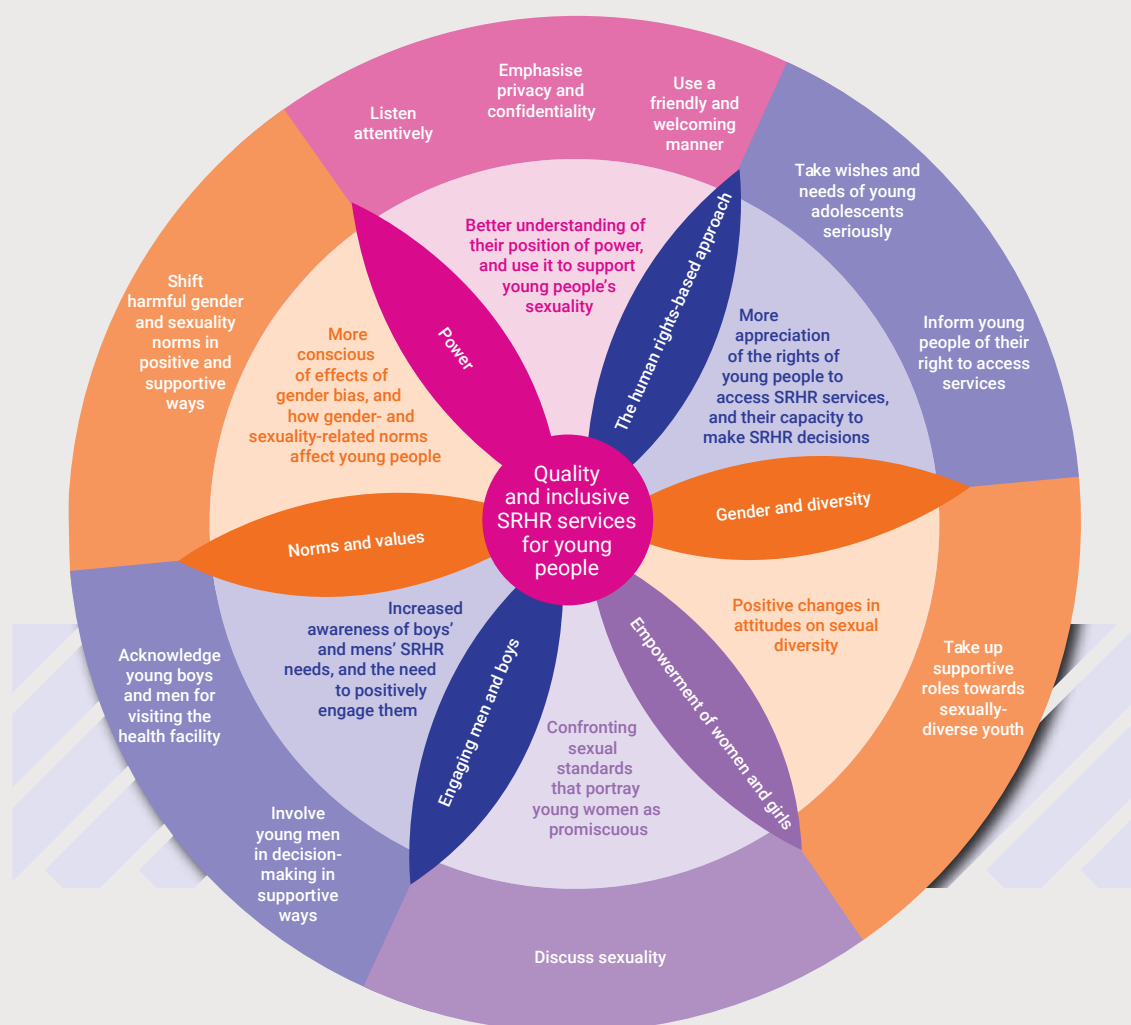 Listen
attentively
Emphasise
privacy and
confidentiality
Use a
friendly and
welcoming
manner
Take wishes and
needs of young
adolescents
seriously
Inform young
people of their
right to access
services
Take up
supportive
roles towards
sexually-
diverse youth
Discuss sexuality
Involve
young men
in decision-
making in
supportive
ways
Acknowledge
young boys
and men for
visiting the
health facility
Shift
harmful gender
and sexuality
norms in
positive and
supportive
ways
Better understanding of
their position of power,
and use it to support
young people’s
sexuality
More
appreciation
of the rights of
young people to
access SRHR services,
and their capacity to
make SRHR decisions
Positive changes in
attitudes on sexual
diversity
Confronting
sexual
standards
that portray
young women as
promiscuous
Increased
awareness of boys’
and mens’ SRHR
needs, and the need
to positively
engage them
More
conscious
of effects of
gender bias, and
how gender- and
sexuality-related norms
affect young people
Power
The human rights-based approach
Gender and diversity
Empowerment of women and girls
Engaging men and boys
Norms and values
Quality
and inclusive
SRHR services
for young
people